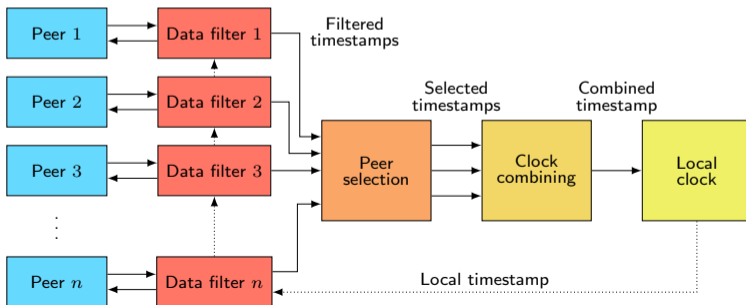 Peer 1
Data filter 1
Filtered
timestamps
Peer 2
Data filter 2
Selected
timestamps
Combined
timestamp
Peer 3
Data filter 3
Peer
selection
Clock
combining
Local
clock
⋮
Peer n
Data filter n
Local timestamp